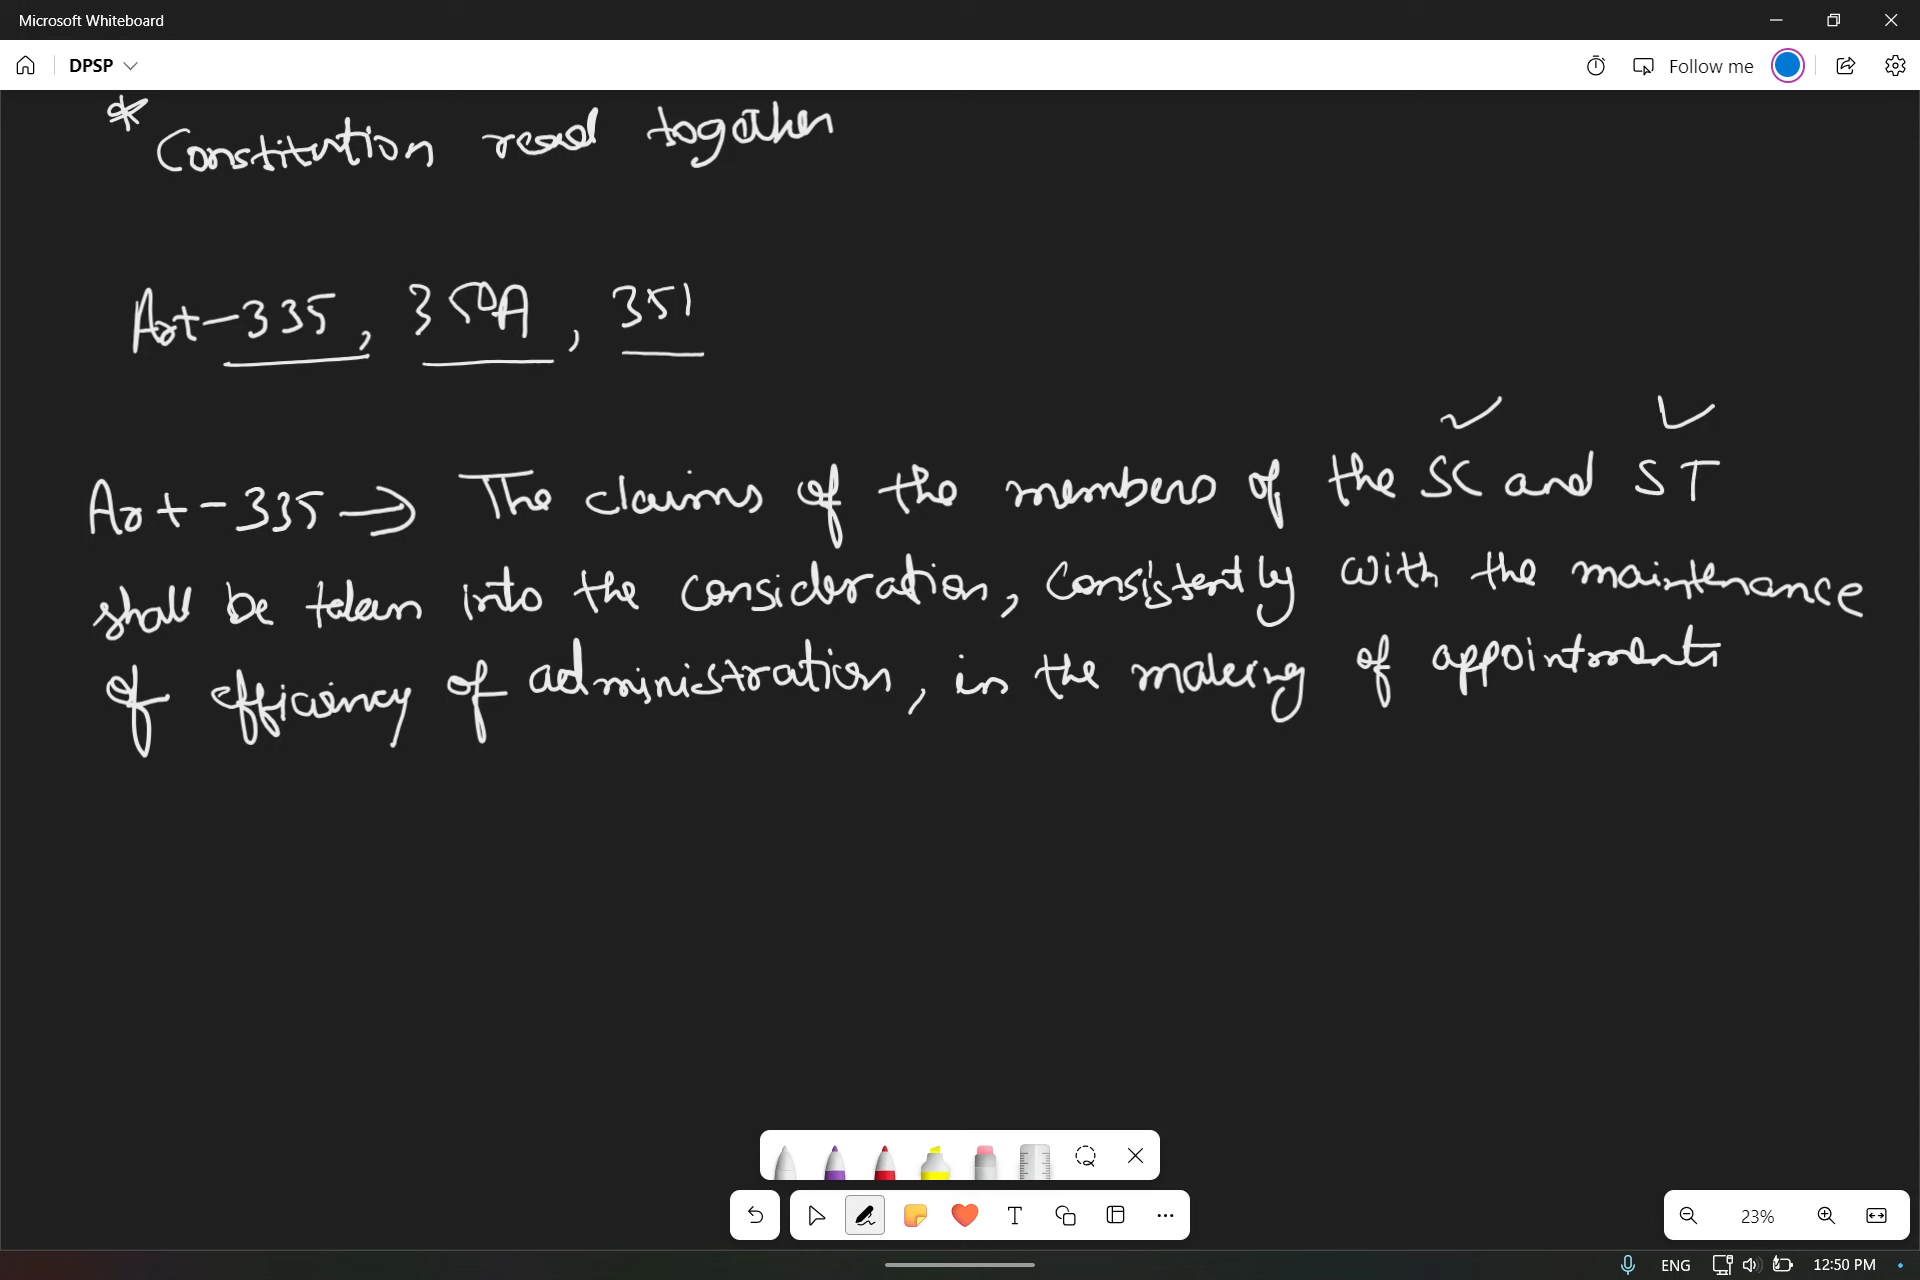 Microsoft Whiteboard
DPSP
Follow me
* Constitution read together
Art-335, 350A, 351
Art-335 → The claims of the members of the SC and ST
shall be taken into the consideration, consistently with the maintenance
of efficiency of administration, in the making of appointments
23%
ENG
12:50 PM